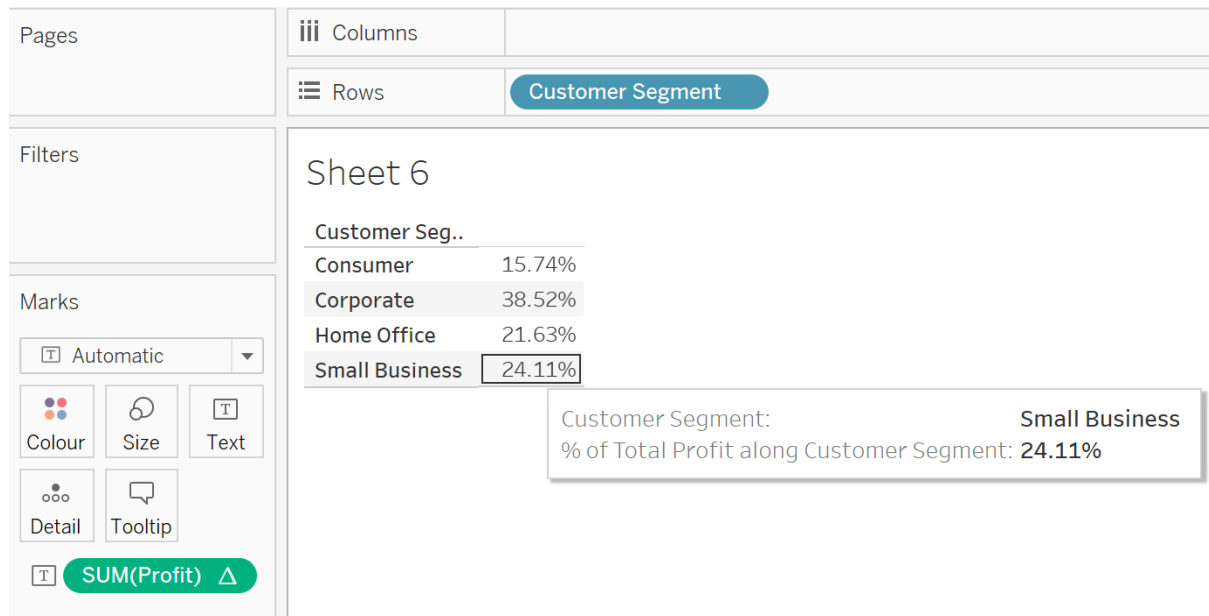 Pages
Columns
Rows
Customer Segment
Filters
Sheet 6
Customer Seg..
Consumer 15.74%
Corporate 38.52%
Home Office 21.63%
Small Business 24.11%
Customer Segment: Small Business
% of Total Profit along Customer Segment: 24.11%
Marks
T Automatic
T
Colour Size Text
Detail Tooltip
T SUM(Profit) Δ